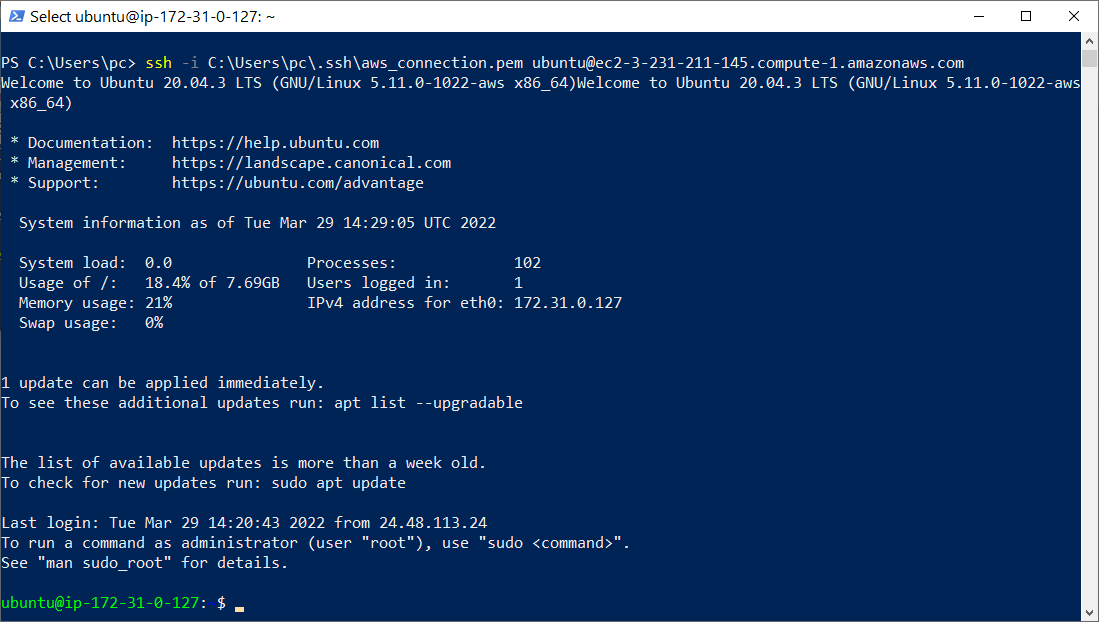 Select ubuntu@ip-172-31-0-127: ~
PS C:\Users\pc> ssh -i C:\Users\pc\.ssh\aws_connection.pem ubuntu@ec2-3-231-211-145.compute-1.amazonaws.com
Welcome to Ubuntu 20.04.3 LTS (GNU/Linux 5.11.0-1022-aws x86_64)Welcome to Ubuntu 20.04.3 LTS (GNU/Linux 5.11.0-1022-aws
 x86_64)
 * Documentation:  https://help.ubuntu.com
 * Management:     https://landscape.canonical.com
 * Support:        https://ubuntu.com/advantage
  System information as of Tue Mar 29 14:29:05 UTC 2022
  System load:  0.0               Processes:             102
  Usage of /:   18.4% of 7.69GB   Users logged in:       1
  Memory usage: 21%               IPv4 address for eth0: 172.31.0.127
  Swap usage:   0%
1 update can be applied immediately.
To see these additional updates run: apt list --upgradable
The list of available updates is more than a week old.
To check for new updates run: sudo apt update
Last login: Tue Mar 29 14:20:43 2022 from 24.48.113.24
To run a command as administrator (user "root"), use "sudo <command>".
See "man sudo_root" for details.
ubuntu@ip-172-31-0-127: $